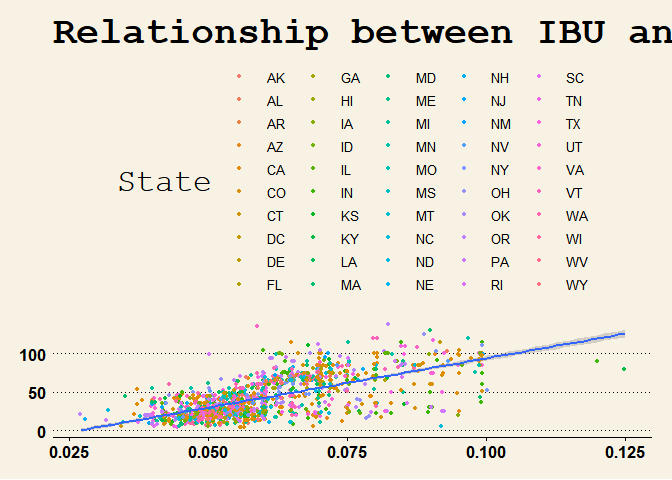 Relationship between IBU an
State
AK GA MD NH SC
AL HI ME NJ TN
AR IA MI NM TX
AZ ID MN NV UT
CA IL MO NY VA
CO IN MS OH VT
CT KS MT OK WA
DC KY NC OR WI
DE LA ND PA WV
FL MA NE RI WY
100
50
0
0.025 0.050 0.075 0.100 0.125